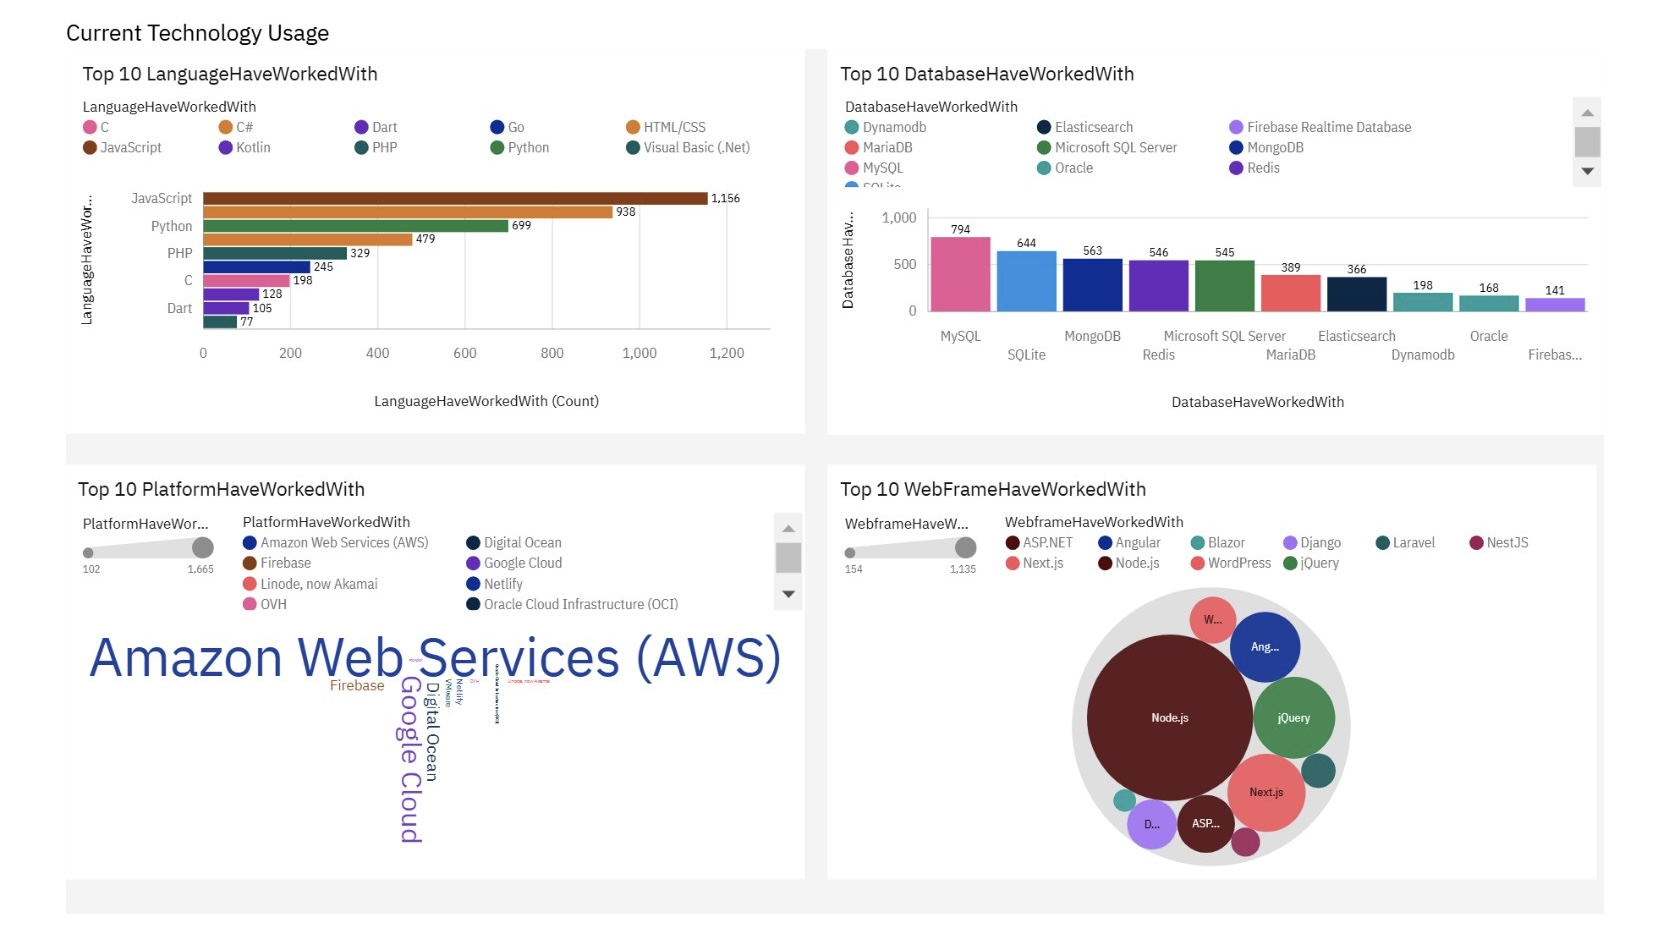 Current Technology Usage
Top 10 LanguageHaveWorkedWith
LanguageHaveWorkedWith
C C# Dart Go HTML/CSS
JavaScript Kotlin PHP Python Visual Basic (.Net)
LanguageHaveWor...
JavaScript 1,156
938
Python 699
479
PHP 329
245
C 198
128
Dart 105
77
0 200 400 600 800 1,000 1,200
LanguageHaveWorkedWith (Count)
Top 10 DatabaseHaveWorkedWith
DatabaseHaveWorkedWith
Dynamodb Elasticsearch Firebase Realtime Database
MariaDB Microsoft SQL Server MongoDB
MySQL Oracle Redis
SQLite
DatabaseHav...
1,000
500
0
794 644 563 546 545 389 366 198 168 141
MySQL MongoDB Microsoft SQL Server Elasticsearch Oracle
SQLite Redis MariaDB Dynamodb Firebas...
DatabaseHaveWorkedWith
Top 10 PlatformHaveWorkedWith
PlatformHaveWor...
102 1,665
PlatformHaveWorkedWith
Amazon Web Services (AWS) Digital Ocean
Firebase Google Cloud
Linode, now Akamai Netlify
OVH Oracle Cloud Infrastructure (OCI)
Amazon Web Services (AWS)
Firebase
Google Cloud
Digital Ocean
VMware
Netlify
OVH
Linode, now Akamai
Top 10 WebFrameHaveWorkedWith
WebframeHaveW...
154 1,135
WebframeHaveWorkedWith
ASP.NET Angular Blazor Django Laravel NestJS
Next.js Node.js WordPress jQuery
W...
Ang...
Node.js
jQuery
Next.js
D...
ASP...